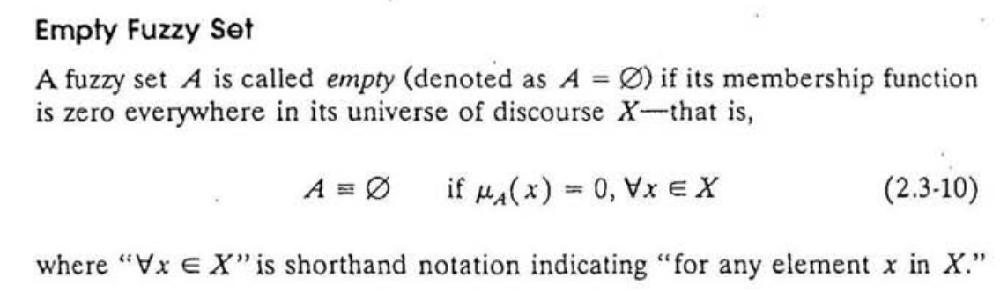 Empty Fuzzy Set
A fuzzy set A is called empty (denoted as A = ∅) if its membership function
is zero everywhere in its universe of discourse X—that is,
A ≡ ∅ if μ_A(x) = 0, ∀x ∈ X (2.3-10)
where “∀x ∈ X” is shorthand notation indicating “for any element x in X.”